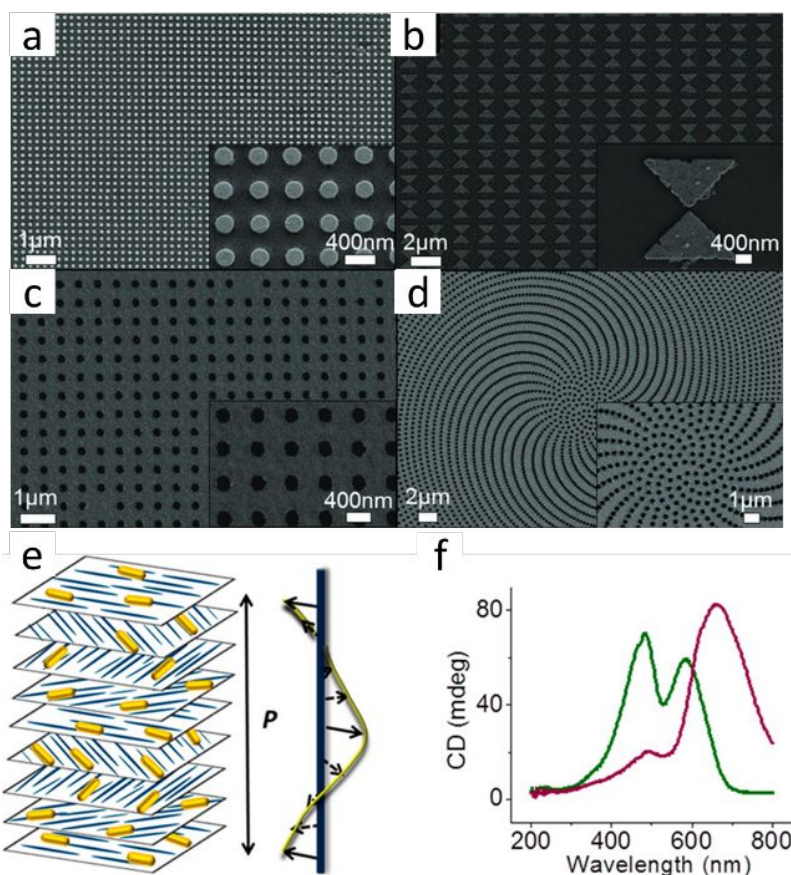 a
1μm
400nm
b
2μm
400nm
c
1μm
400nm
d
2μm
1μm
e
P
f
CD (mdeg)
80
40
0
200 400 600 800
Wavelength (nm)